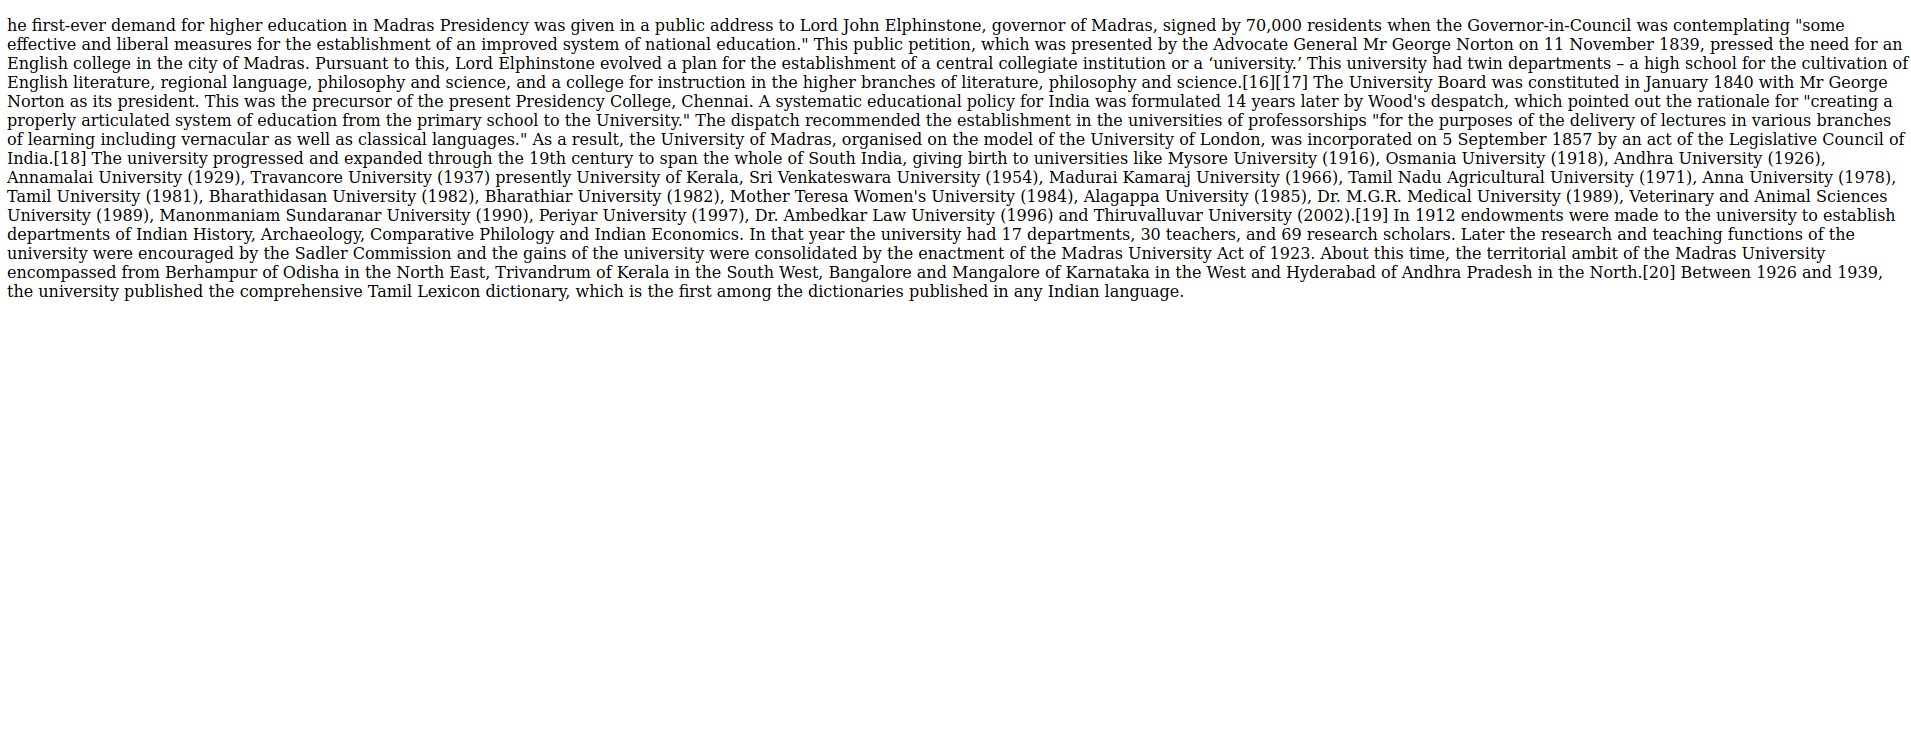 he first-ever demand for higher education in Madras Presidency was given in a public address to Lord John Elphinstone, governor of Madras, signed by 70,000 residents when the Governor-in-Council was contemplating "some
effective and liberal measures for the establishment of an improved system of national education." This public petition, which was presented by the Advocate General Mr George Norton on 11 November 1839, pressed the need for an
English college in the city of Madras. Pursuant to this, Lord Elphinstone evolved a plan for the establishment of a central collegiate institution or a ‘university.’ This university had twin departments – a high school for the cultivation of
English literature, regional language, philosophy and science, and a college for instruction in the higher branches of literature, philosophy and science.[16][17] The University Board was constituted in January 1840 with Mr George
Norton as its president. This was the precursor of the present Presidency College, Chennai. A systematic educational policy for India was formulated 14 years later by Wood's despatch, which pointed out the rationale for "creating a
properly articulated system of education from the primary school to the University." The dispatch recommended the establishment in the universities of professorships "for the purposes of the delivery of lectures in various branches
of learning including vernacular as well as classical languages." As a result, the University of Madras, organised on the model of the University of London, was incorporated on 5 September 1857 by an act of the Legislative Council of
India.[18] The university progressed and expanded through the 19th century to span the whole of South India, giving birth to universities like Mysore University (1916), Osmania University (1918), Andhra University (1926),
Annamalai University (1929), Travancore University (1937) presently University of Kerala, Sri Venkateswara University (1954), Madurai Kamaraj University (1966), Tamil Nadu Agricultural University (1971), Anna University (1978),
Tamil University (1981), Bharathidasan University (1982), Bharathiar University (1982), Mother Teresa Women's University (1984), Alagappa University (1985), Dr. M.G.R. Medical University (1989), Veterinary and Animal Sciences
University (1989), Manonmaniam Sundaranar University (1990), Periyar University (1997), Dr. Ambedkar Law University (1996) and Thiruvalluvar University (2002).[19] In 1912 endowments were made to the university to establish
departments of Indian History, Archaeology, Comparative Philology and Indian Economics. In that year the university had 17 departments, 30 teachers, and 69 research scholars. Later the research and teaching functions of the
university were encouraged by the Sadler Commission and the gains of the university were consolidated by the enactment of the Madras University Act of 1923. About this time, the territorial ambit of the Madras University
encompassed from Berhampur of Odisha in the North East, Trivandrum of Kerala in the South West, Bangalore and Mangalore of Karnataka in the West and Hyderabad of Andhra Pradesh in the North.[20] Between 1926 and 1939,
the university published the comprehensive Tamil Lexicon dictionary, which is the first among the dictionaries published in any Indian language.